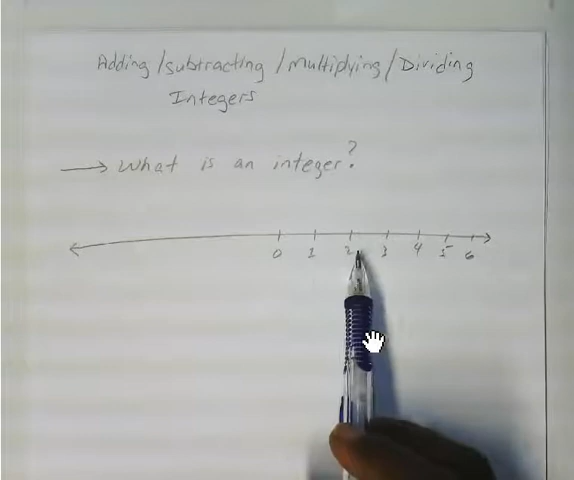 Adding/subtracting/Multiplying/Dividing
Integers
→ What is an integer?
0 1 2 3 4 5 6